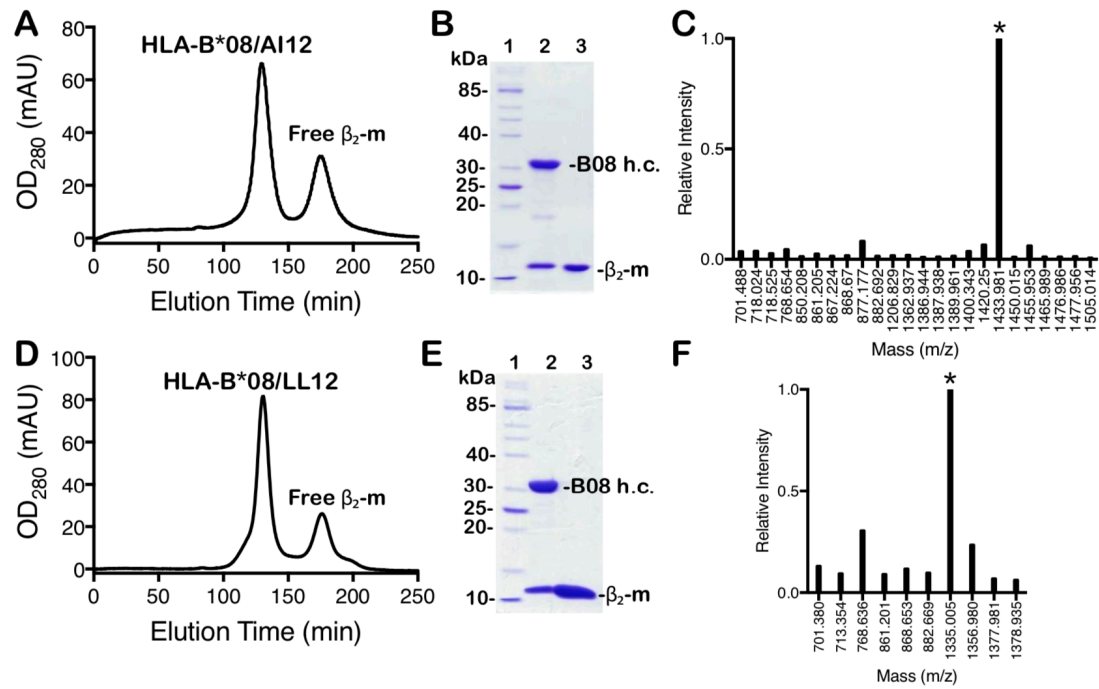 A
80
60
40
20
0
OD280 (mAU)
HLA-B*08/AI12
Free β2-m
0 50 100 150 200 250
Elution Time (min)
B
1 2 3
kDa
85-
40-
30-
25-
20-
10-
-B08 h.c.
-β2-m
C
*
1.0
0.5
0.0
Relative Intensity
701.488
718.024
718.525
768.654
850.208
861.205
867.224
868.67
877.177
882.692
1206.829
1362.937
1386.944
1387.938
1389.961
1400.343
1420.25
1433.981
1450.015
1455.953
1465.989
1476.986
1477.956
1505.014
Mass (m/z)
D
100
80
60
40
20
0
OD280 (mAU)
HLA-B*08/LL12
Free β2-m
0 50 100 150 200 250
Elution Time (min)
E
1 2 3
kDa
85-
40-
30-
25-
20-
10-
-B08 h.c.
-β2-m
F
*
1.0
0.5
0.0
Relative Intensity
701.380
713.354
768.636
861.201
868.653
882.669
1335.005
1356.980
1377.981
1378.935
Mass (m/z)